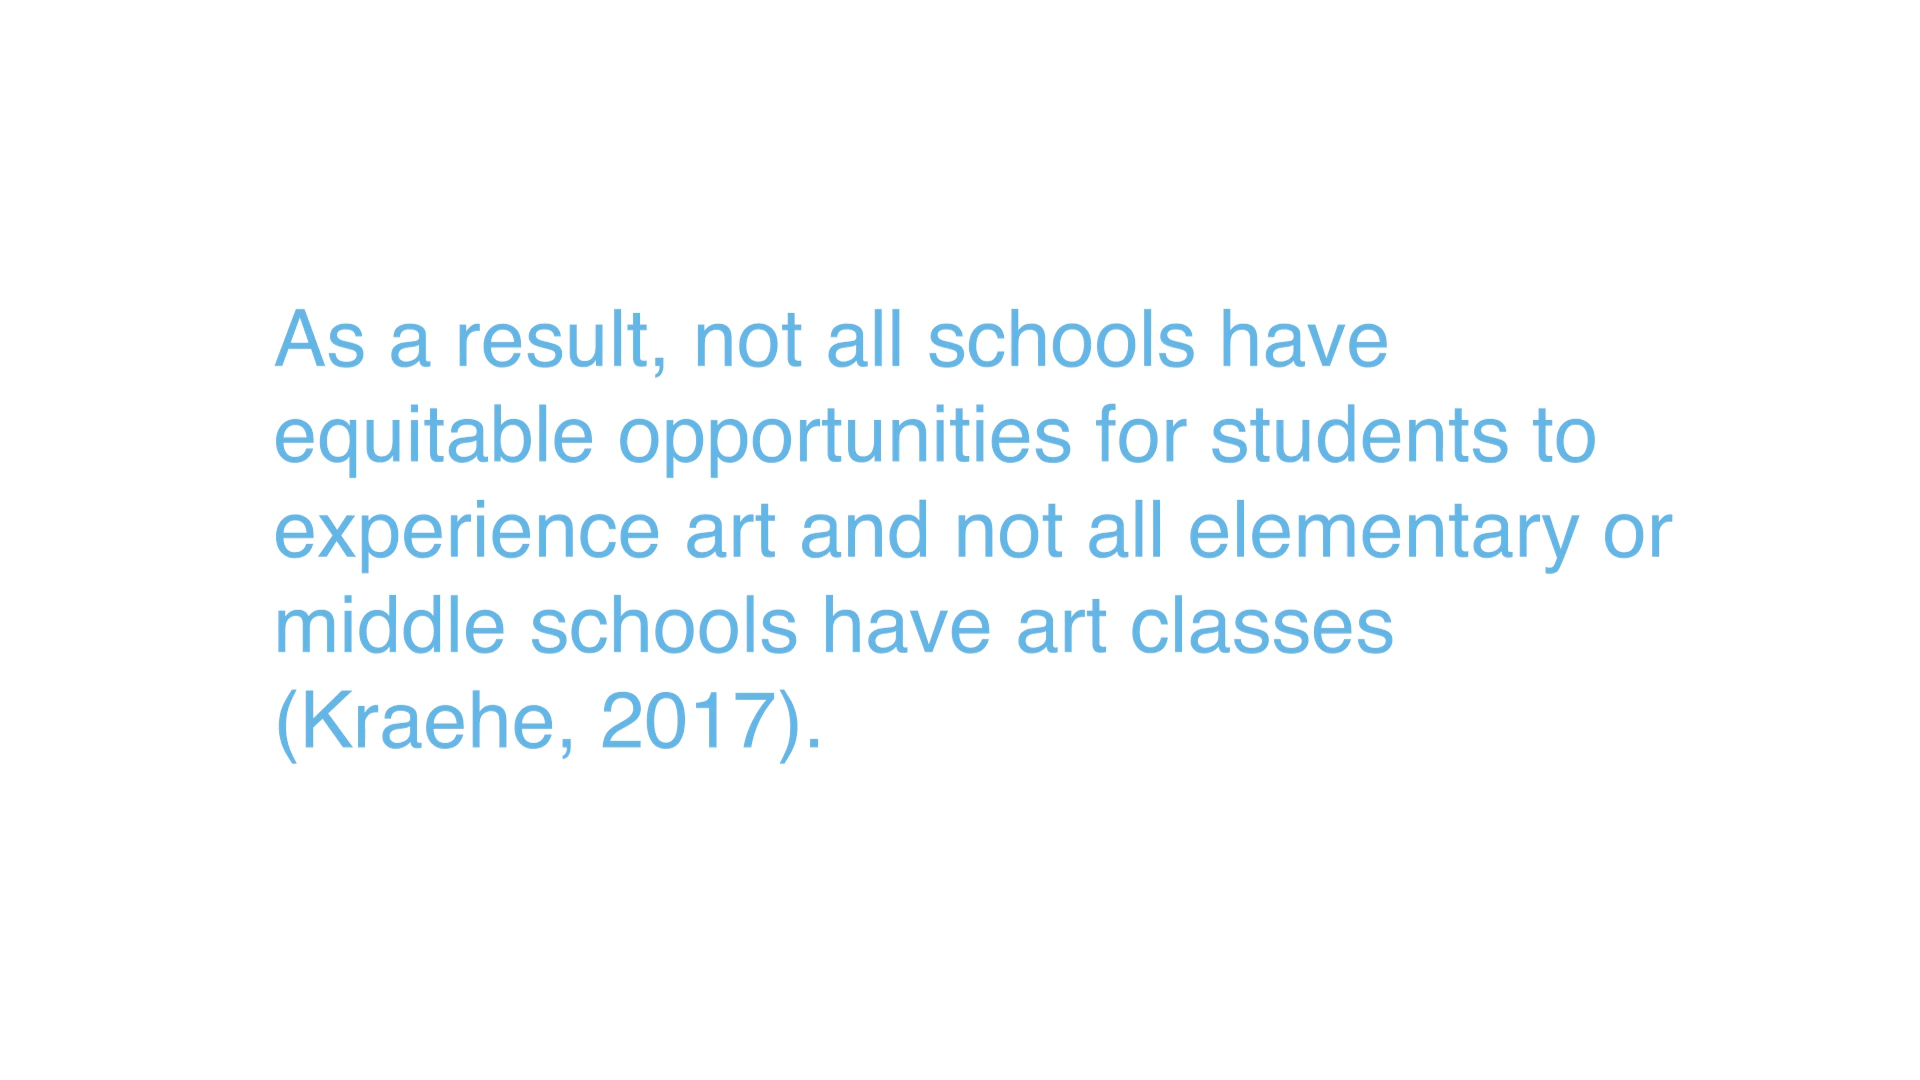 As a result, not all schools have
equitable opportunities for students to
experience art and not all elementary or
middle schools have art classes
(Kraehe, 2017).